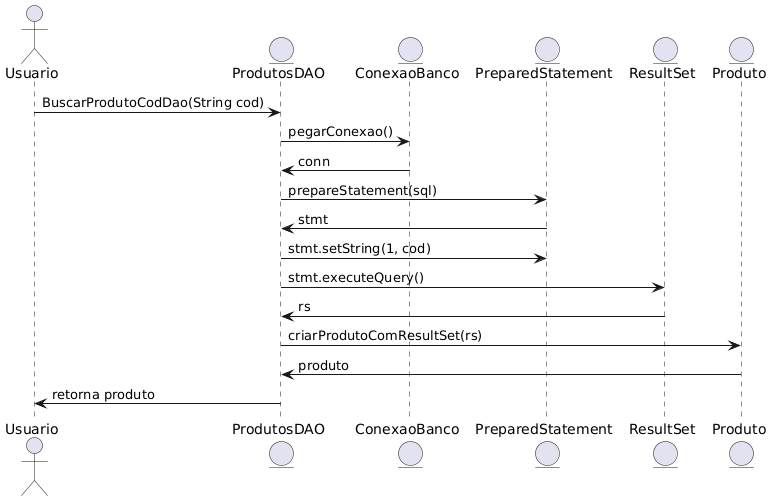 Usuario
ProdutosDAO
ConexaoBanco
PreparedStatement
ResultSet
Produto
BuscarProdutoCodDao(String cod)
pegarConexao()
conn
prepareStatement(sql)
stmt
stmt.setString(1, cod)
stmt.executeQuery()
rs
criarProdutoComResultSet(rs)
produto
retorna produto
Usuario
ProdutosDAO
ConexaoBanco
PreparedStatement
ResultSet
Produto